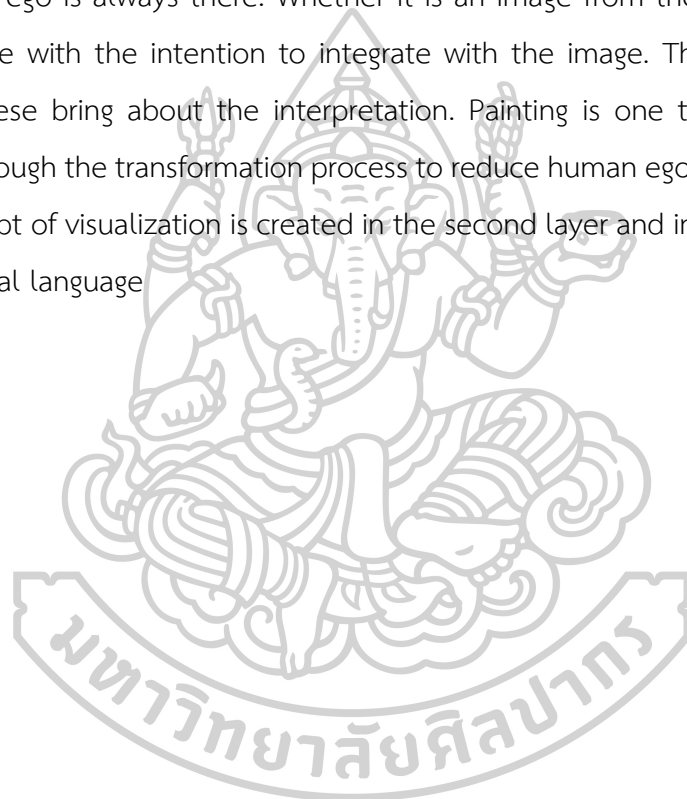 ego is always there. Whether it is an image from the
e with the intention to integrate with the image. Th
ese bring about the interpretation. Painting is one t
ough the transformation process to reduce human ego
pt of visualization is created in the second layer and in
al language
มหาวิทยาลัยศิลปากร